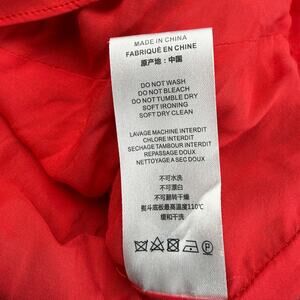 MADE IN CHINA
FABRIQUÉ EN CHINE
原产地：中国
DO NOT WASH
DO NOT BLEACH
DO NOT TUMBLE DRY
SOFT IRONING
SOFT DRY CLEAN
LAVAGE MACHINE INTERDIT
CHLORE INTERDIT
SECHAGE TAMBOUR INTERDIT
REPASSAGE DOUX
NETTOYAGE A SEC DOUX
不可水洗
不可漂白
不可翻转干燥
熨斗底板最高温度110℃
缓和干洗